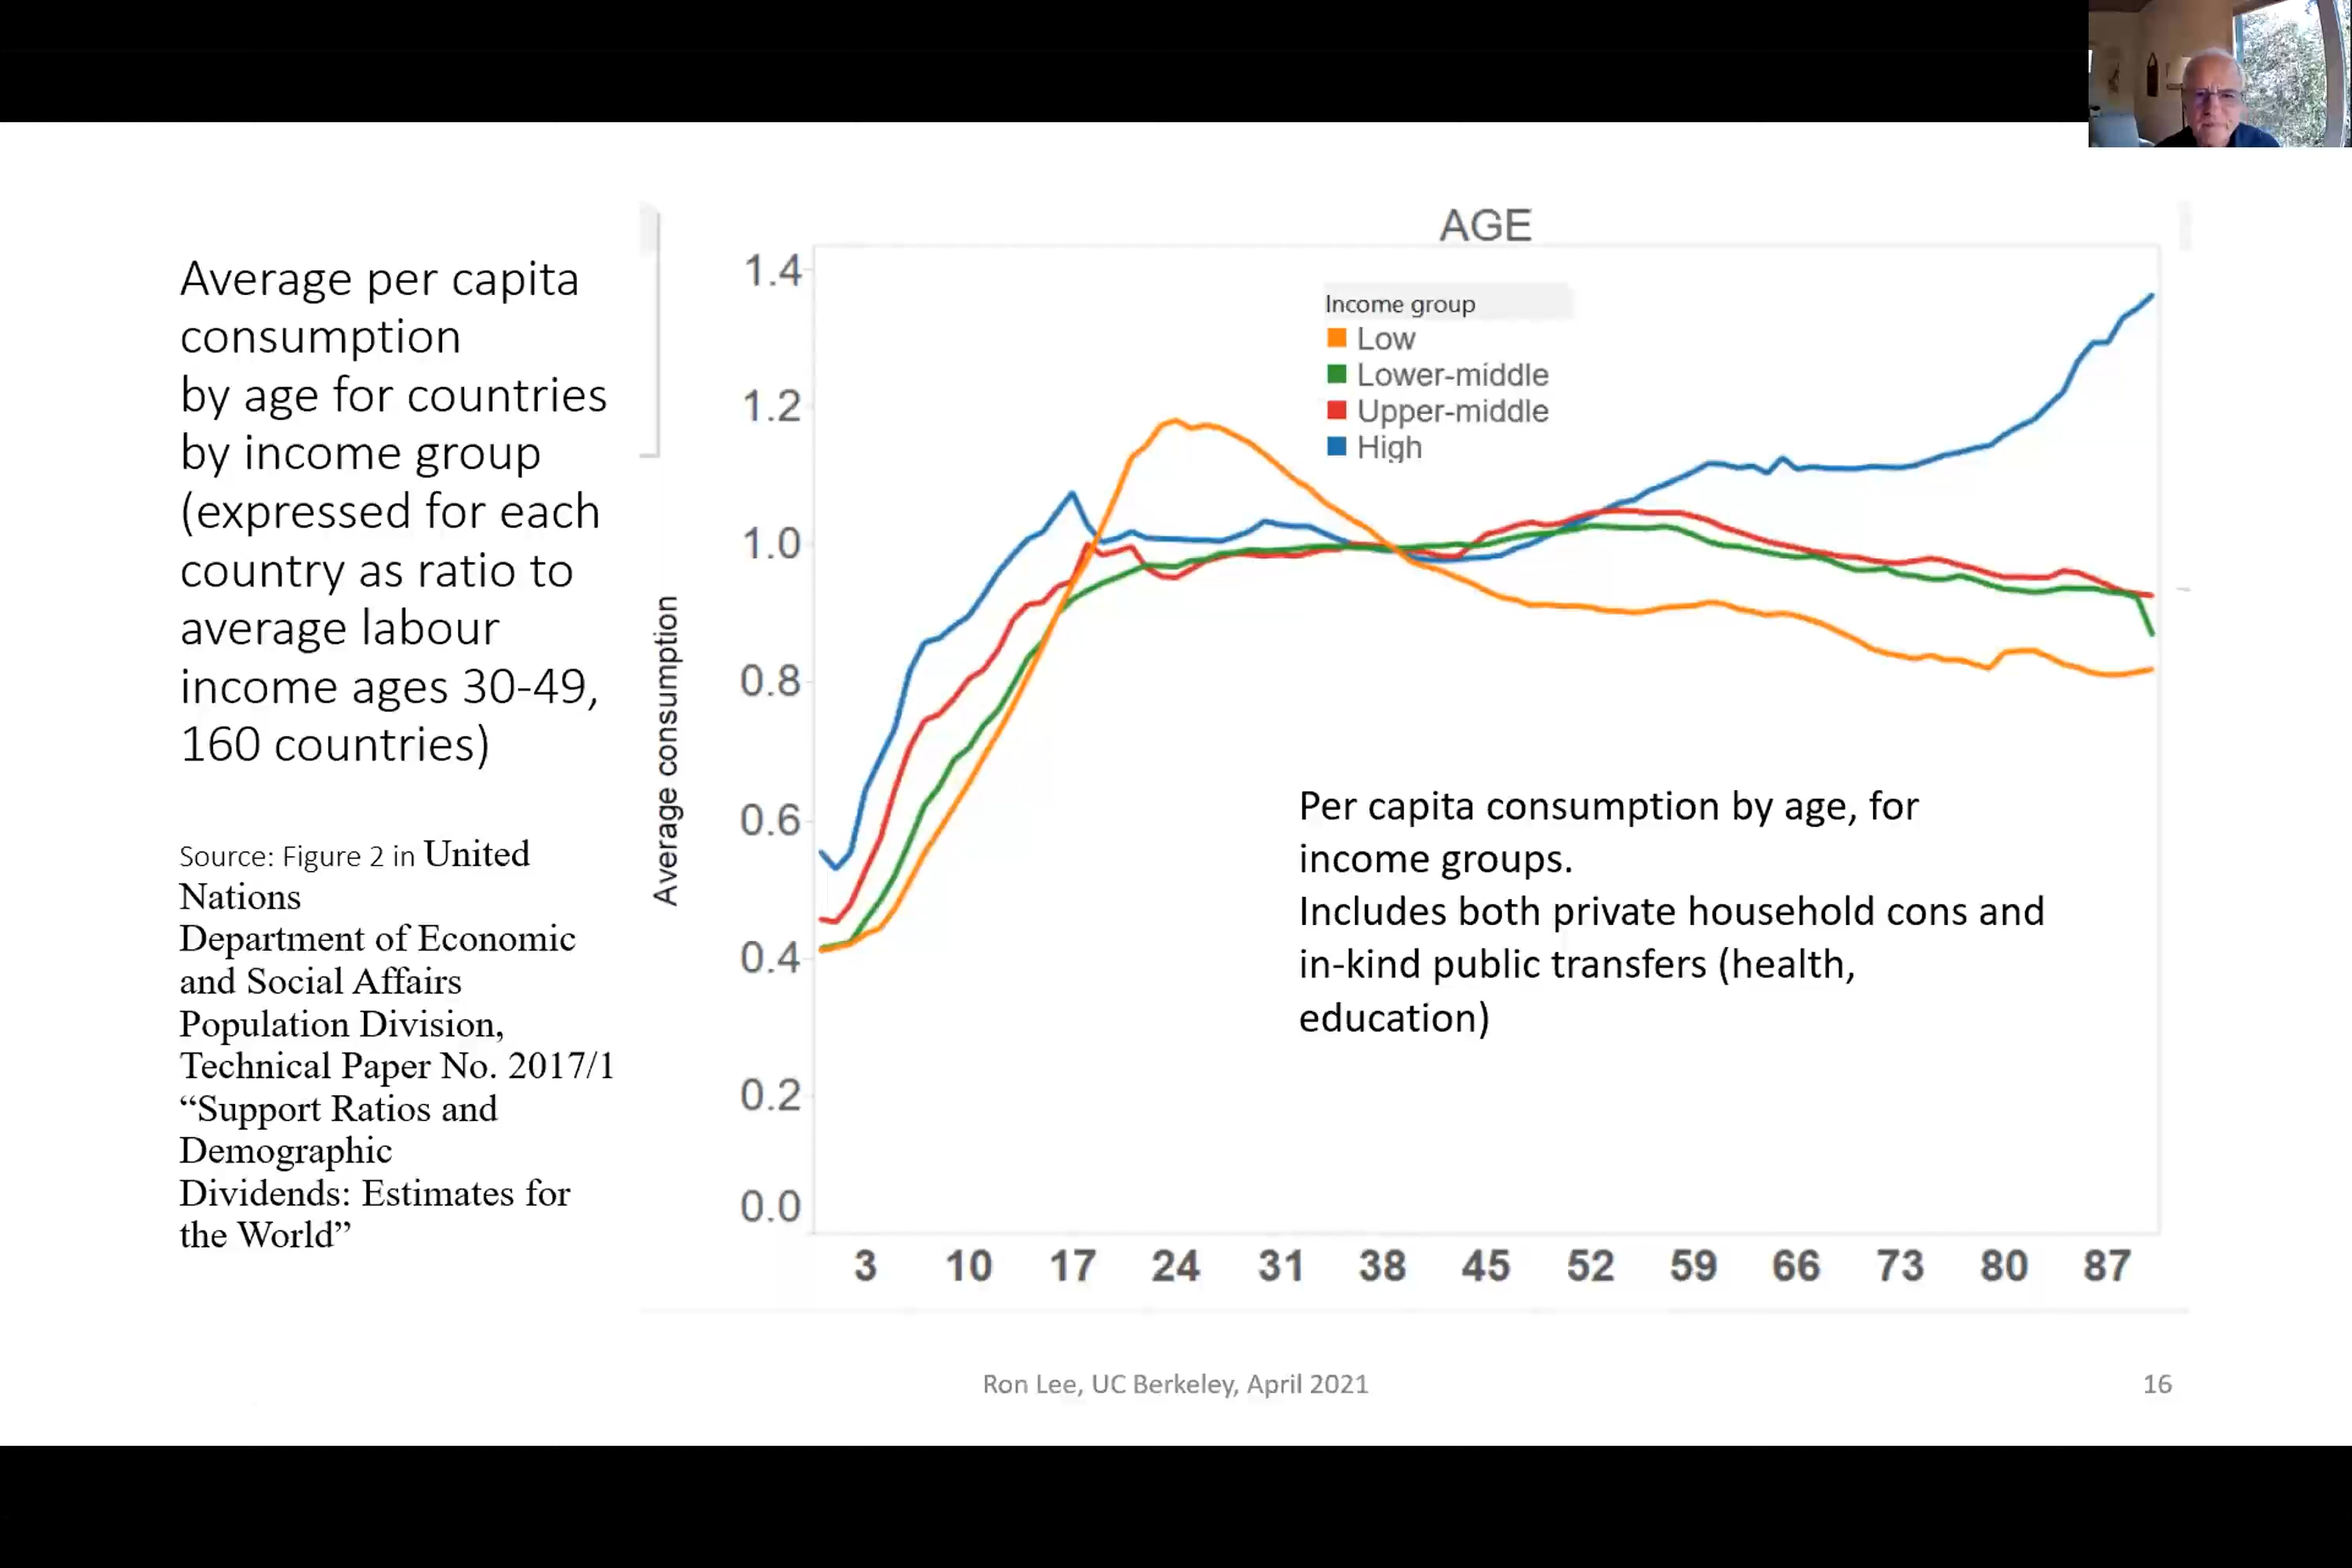 Average per capita
consumption
by age for countries
by income group
(expressed for each
country as ratio to
average labour
income ages 30-49,
160 countries)
Source: Figure 2 in United
Nations
Department of Economic
and Social Affairs
Population Division,
Technical Paper No. 2017/1
“Support Ratios and
Demographic
Dividends: Estimates for
the World”
AGE
Average consumption
1.4
1.2
1.0
0.8
0.6
0.4
0.2
0.0
Income group
Low
Lower-middle
Upper-middle
High
Per capita consumption by age, for
income groups.
Includes both private household cons and
in-kind public transfers (health,
education)
3 10 17 24 31 38 45 52 59 66 73 80 87
Ron Lee, UC Berkeley, April 2021
16